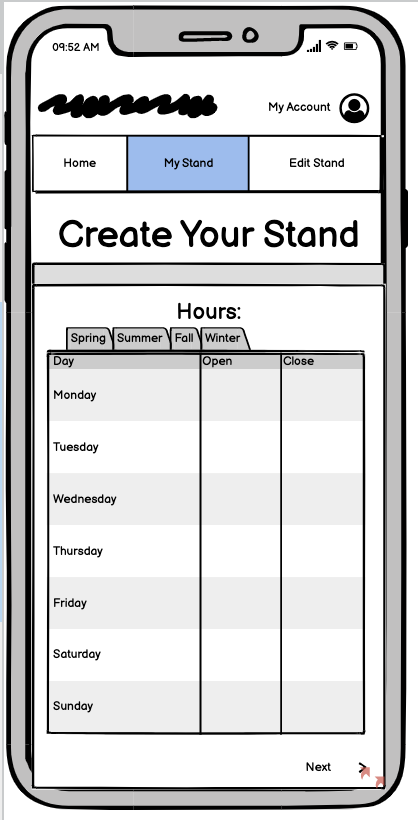 09:52 AM
My Account
Home My Stand Edit Stand
Create Your Stand
Hours:
Spring Summer Fall Winter
Day Open Close
Monday
Tuesday
Wednesday
Thursday
Friday
Saturday
Sunday
Next >